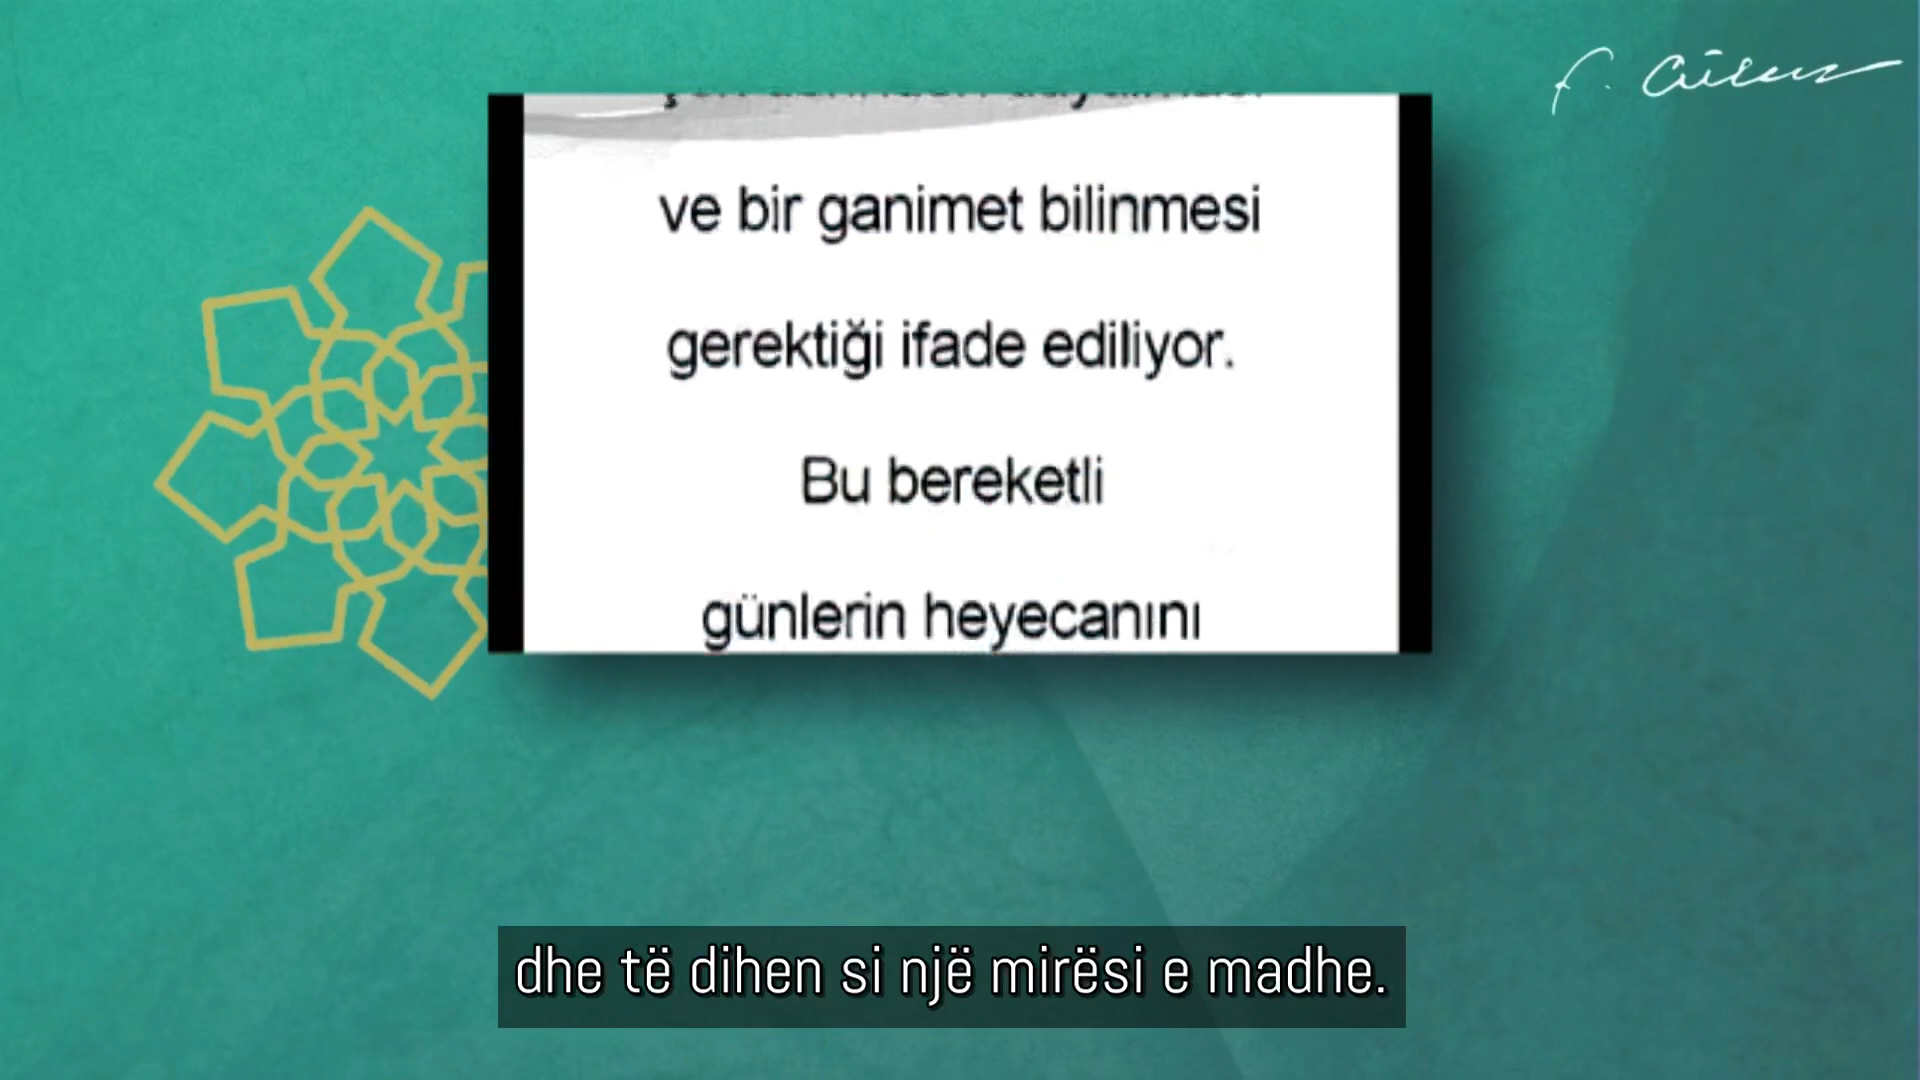 ve bir ganimet bilinmesi
gerektiği ifade ediliyor.
Bu bereketli
günlerin heyecanını
dhe të dihen si një mirësi e madhe.